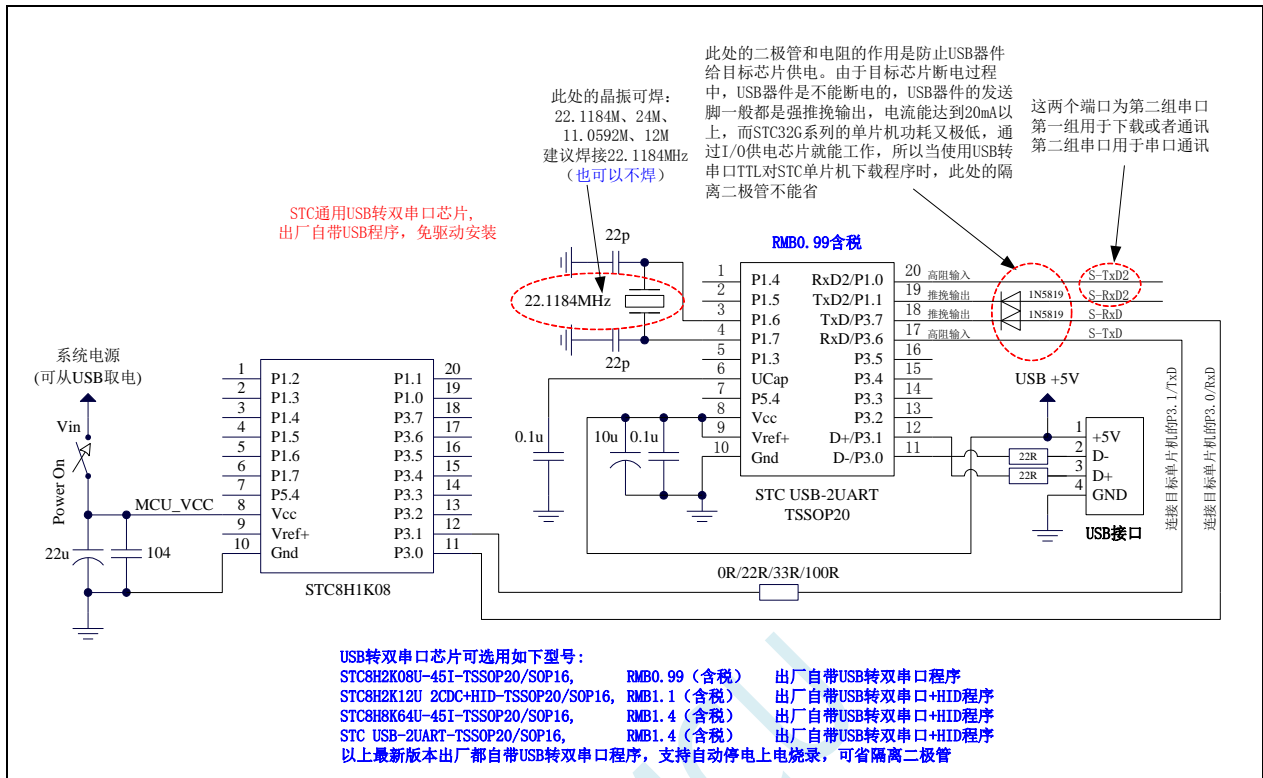 此处的二极管和电阻的作用是防止USB器件
给目标芯片供电。由于目标芯片断电过程
中，USB器件是不能断电的，USB器件的发送
脚一般都是强推挽输出，电流能达到20mA以
上，而STC32G系列的单片机功耗又极低，通
过I/O供电芯片就能工作，所以当使用USB转
串口TTL对STC单片机下载程序时，此处的隔
离二极管不能省
这两个端口为第二组串口
第一组用于下载或者通讯
第二组串口用于串口通讯
此处的晶振可焊：
22.1184M、24M、
11.0592M、12M
建议焊接22.1184MHz
（也可以不焊）
STC通用USB转双串口芯片，
出厂自带USB程序，免驱动安装
RMB0.99含税
22p
22.1184MHz
22p
1 P1.4
2 P1.5
3 P1.6
4 P1.7
5 P1.3
6 UCap
7 P5.4
8 Vcc
9 Vref+
10 Gnd
RxD2/P1.0 20 高阻输入 S-TxD2
TxD2/P1.1 19 推挽输出 1N5819 S-RxD2
TxD/P3.7 18 推挽输出 1N5819 S-RxD
RxD/P3.6 17 高阻输入 S-TxD
P3.5 16
P3.4 15
P3.3 14
P3.2 13
D+/P3.1 12
D-/P3.0 11
STC USB-2UART
TSSOP20
0.1u
10u
0.1u
USB +5V
1 +5V
2 D-
3 D+
4 GND
22R
22R
USB接口
连接目标单片机的P3.1/TxD
连接目标单片机的P3.0/RxD
系统电源
(可从USB取电)
Vin
Power On
MCU_VCC
22u
104
1 P1.2
2 P1.3
3 P1.4
4 P1.5
5 P1.6
6 P1.7
7 P5.4
8 Vcc
9 Vref+
10 Gnd
P1.1 20
P1.0 19
P3.7 18
P3.6 17
P3.5 16
P3.4 15
P3.3 14
P3.2 13
P3.1 12
P3.0 11
STC8H1K08
0R/22R/33R/100R
USB转双串口芯片可选用如下型号：
STC8H2K08U-45I-TSSOP20/SOP16, RMB0.99（含税） 出厂自带USB转双串口程序
STC8H2K12U 2CDC+HID-TSSOP20/SOP16, RMB1.1（含税） 出厂自带USB转双串口+HID程序
STC8H8K64U-45I-TSSOP20/SOP16, RMB1.4（含税） 出厂自带USB转双串口+HID程序
STC USB-2UART-TSSOP20/SOP16, RMB1.4（含税） 出厂自带USB转双串口+HID程序
以上最新版本出厂都自带USB转双串口程序，支持自动停电上电烧录，可省隔离二极管